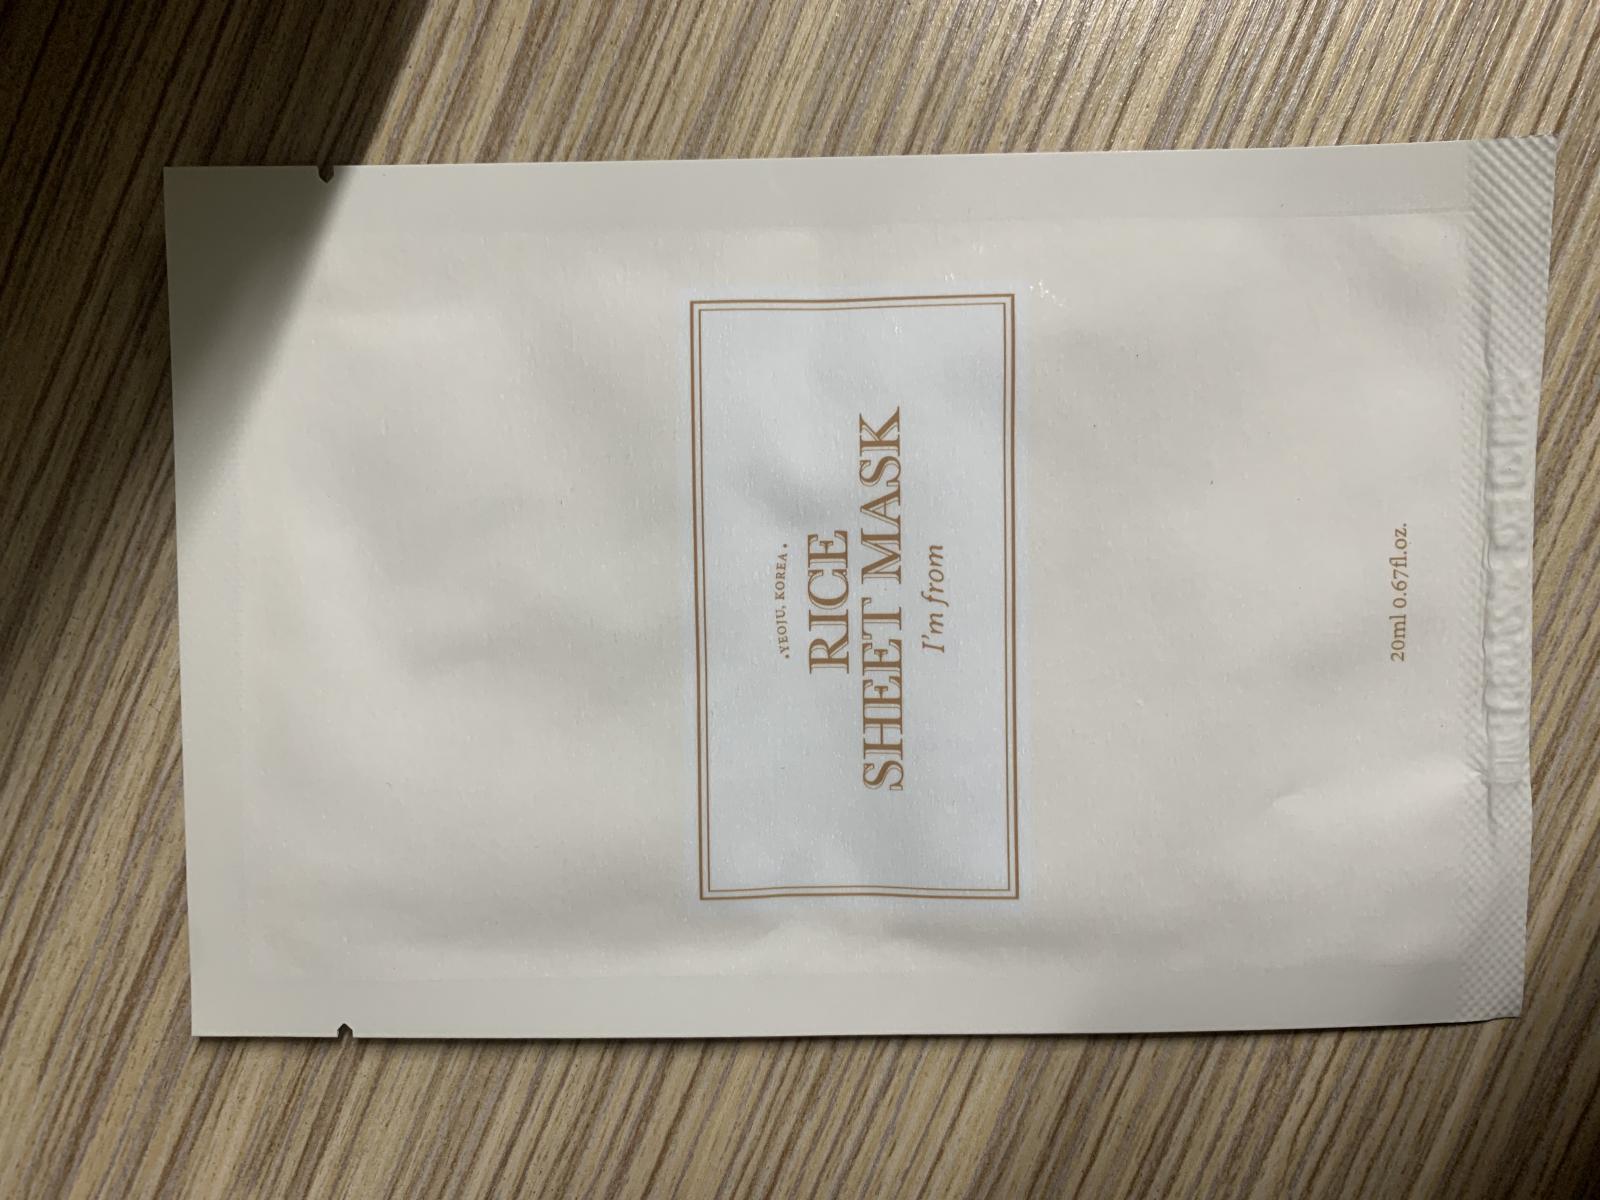 •YEOJU, KOREA•
RICE
SHEET MASK
I'm from
20ml 0.67fl.oz.